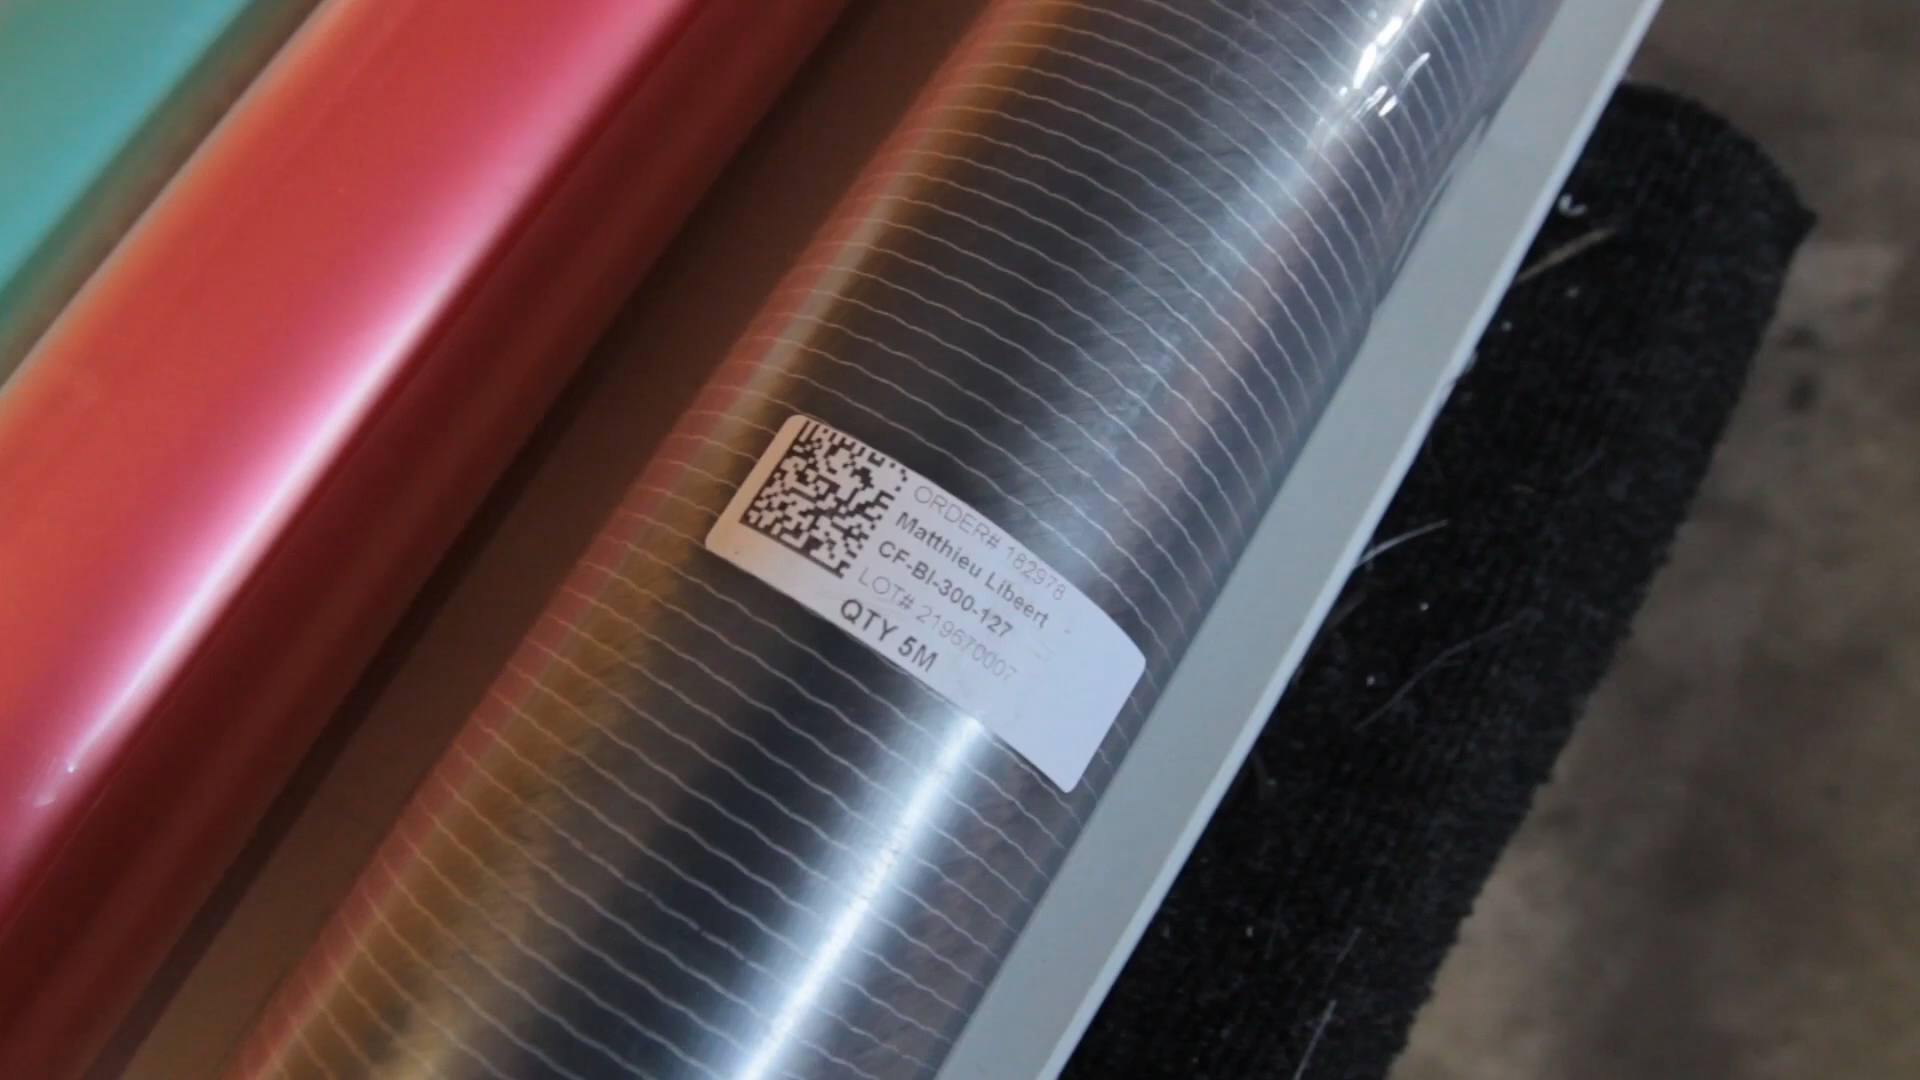 ORDER# 182978
Matthieu Libeert
CF-BI-300-127
LOT# 219670007
QTY 5M